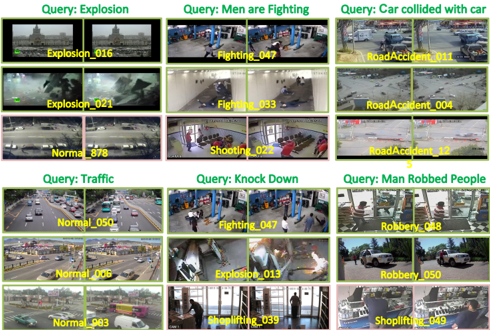 Query: Explosion
Explosion_016
Explosion_021
Normal_878
Query: Men are Fighting
Fighting_047
Fighting_033
Shooting_022
Query: Car collided with car
RoadAccident_011
RoadAccident_004
RoadAccident_12
5
Query: Traffic
Normal_050
Normal_006
Normal_903
Query: Knock Down
Fighting_047
Explosion_013
Shoplifting_039
Query: Man Robbed People
Robbery_048
Robbery_050
Shoplifting_049